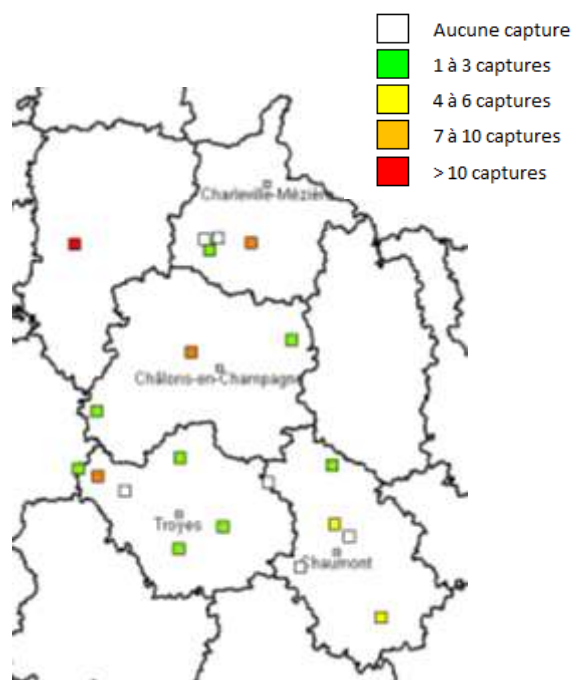 Aucune capture
1 à 3 captures
4 à 6 captures
7 à 10 captures
> 10 captures
Charleville-Mézière
Châlons-en-Champagne
Troyes
Chaumont